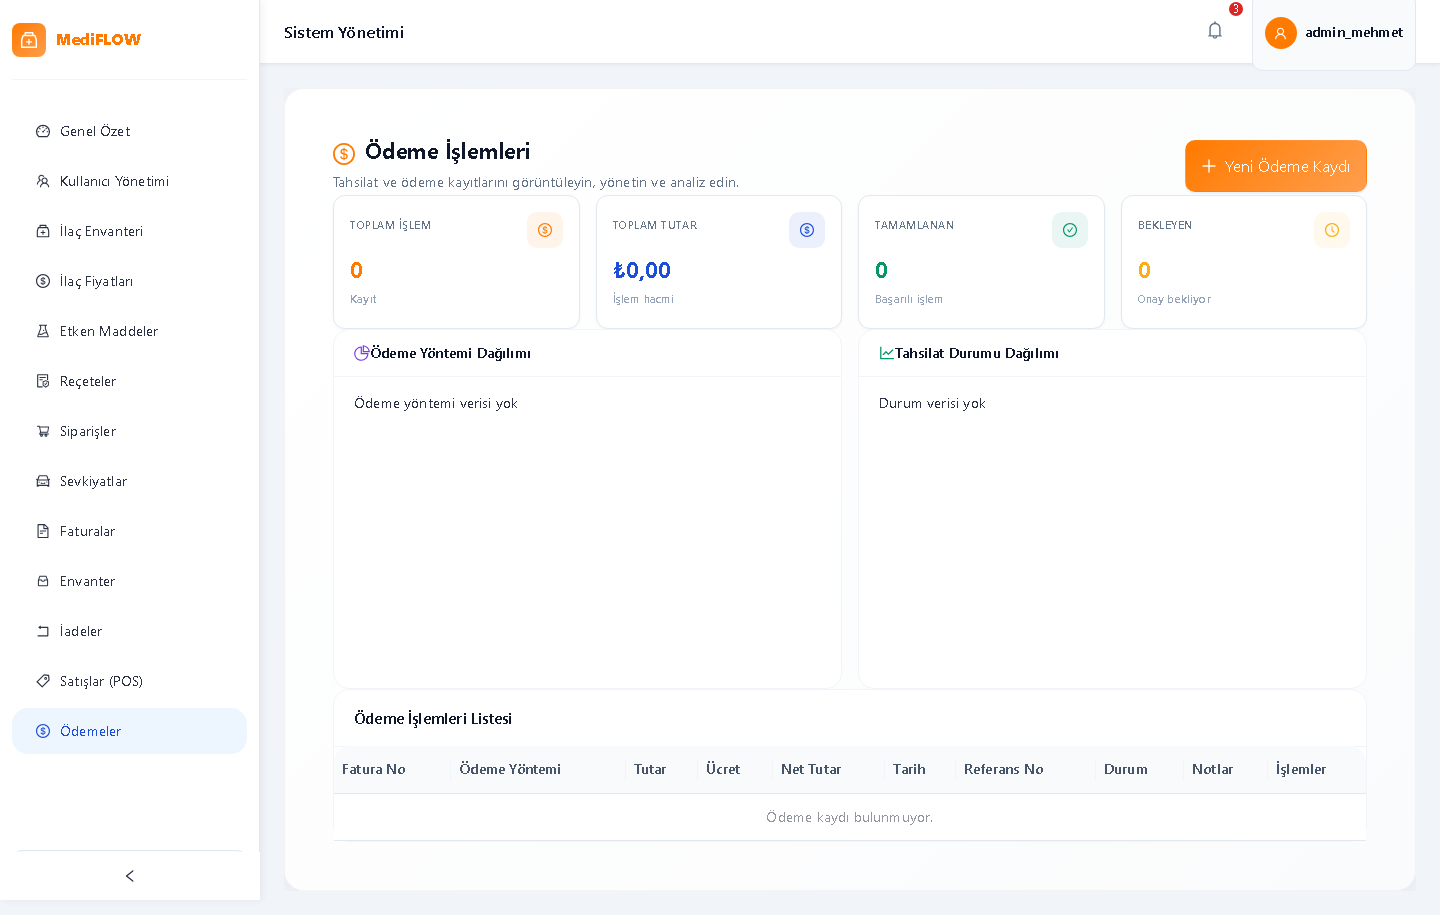 MediFLOW
Genel Özet
Kullanıcı Yönetimi
İlaç Envanteri
İlaç Fiyatları
Etken Maddeler
Reçeteler
Siparişler
Sevkiyatlar
Faturalar
Envanter
İadeler
Satışlar (POS)
Ödemeler
Sistem Yönetimi
3
admin_mehmet
Ödeme İşlemleri
Tahsilat ve ödeme kayıtlarını görüntüleyin, yönetin ve analiz edin.
Yeni Ödeme Kaydı
TOPLAM İŞLEM
0
Kayıt
TOPLAM TUTAR
₺0,00
İşlem hacmi
TAMAMLANAN
0
Başarılı işlem
BEKLEYEN
0
Onay bekliyor
Ödeme Yöntemi Dağılımı
Ödeme yöntemi verisi yok
Tahsilat Durumu Dağılımı
Durum verisi yok
Ödeme İşlemleri Listesi
Fatura No Ödeme Yöntemi Tutar Ücret Net Tutar Tarih Referans No Durum Notlar İşlemler
Ödeme kaydı bulunmuyor.